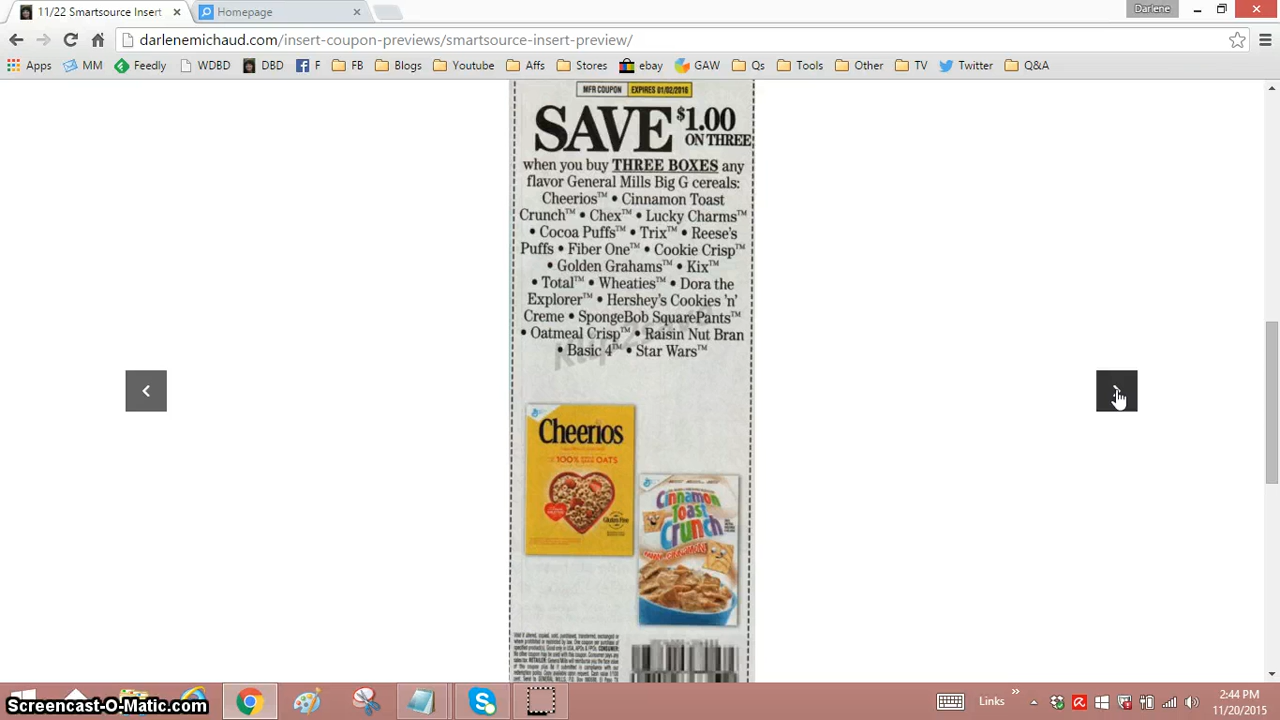 11/22 Smartsource Insert
Homepage
Darlene
darlenemichaud.com/insert-coupon-previews/smartsource-insert-preview/
Apps MM Feedly WDBD DBD FB Blogs Youtube Affs Stores ebay GAW Qs Tools Other TV Twitter Q&A
MFR COUPON EXPIRES 01/02/2016
SAVE $1.00
ON THREE
when you buy THREE BOXES any
flavor General Mills Big G cereals:
Cheerios™ • Cinnamon Toast
Crunch™ • Chex™ • Lucky Charms™
• Cocoa Puffs™ • Trix™ • Reese's
Puffs • Fiber One™ • Cookie Crisp™
• Golden Grahams™ • Kix™
• Total™ • Wheaties™ • Dora the
Explorer™ • Hershey's Cookies 'n'
Creme • SpongeBob SquarePants™
• Oatmeal Crisp™ • Raisin Nut Bran
• Basic 4™ • Star Wars™
Cheerios
100% OATS
Gluten Free
Cinnamon
Toast
Crunch
Links
2:44 PM
11/20/2015
Screencast-O-Matic.com